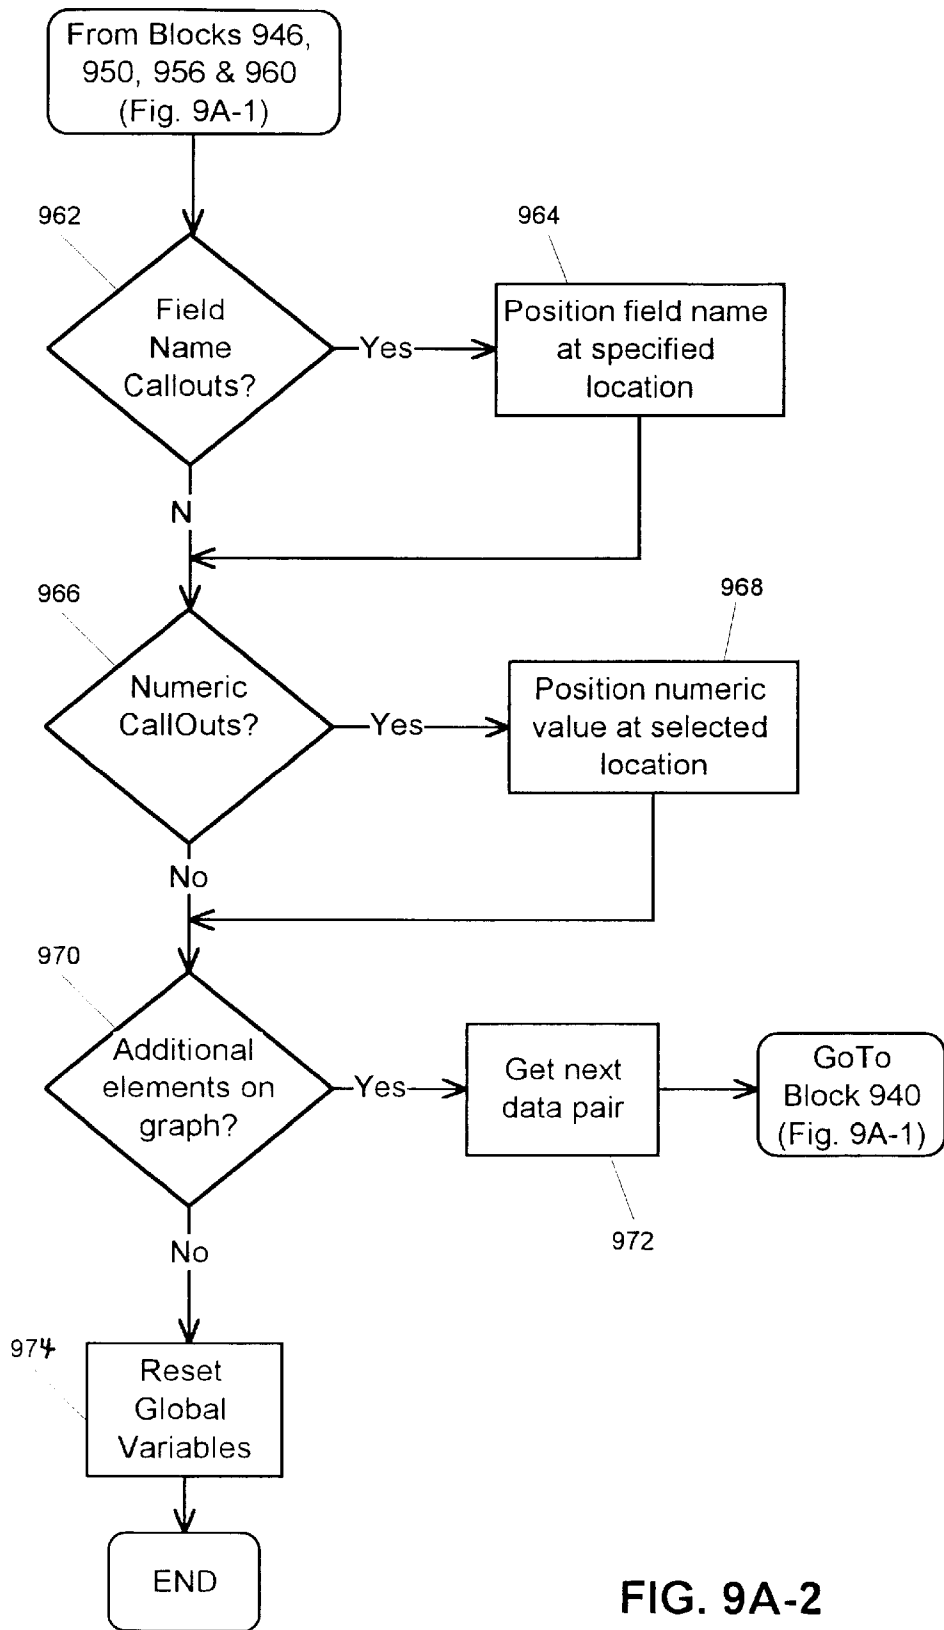 From Blocks 946,
950, 956 & 960
(Fig. 9A-1)
962
Field
Name
Callouts?
Yes
964
Position field name
at specified
location
N
966
Numeric
CallOuts?
Yes
968
Position numeric
value at selected
location
No
970
Additional
elements on
graph?
Yes
Get next
data pair
972
GoTo
Block 940
(Fig. 9A-1)
No
974
Reset
Global
Variables
END
FIG. 9A-2